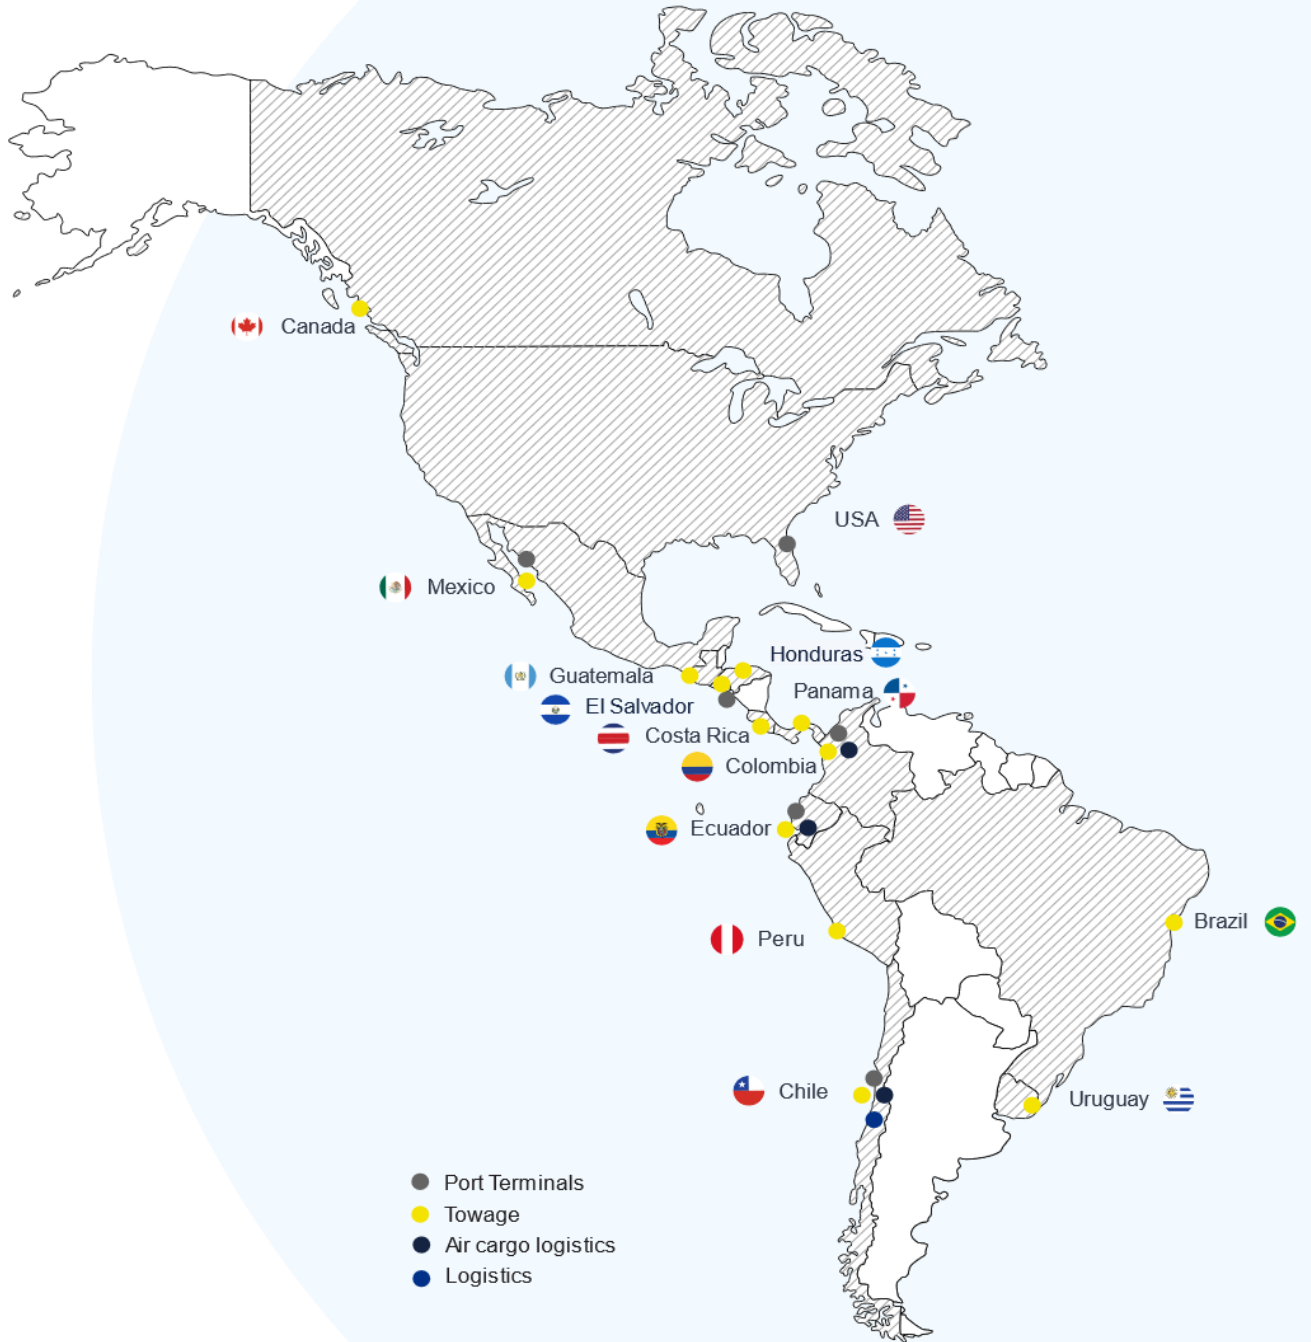 Canada
USA
Mexico
Honduras
Guatemala
Panama
El Salvador
Costa Rica
Colombia
Ecuador
Brazil
Peru
Chile
Uruguay
Port Terminals
Towage
Air cargo logistics
Logistics